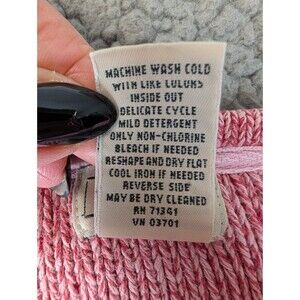 MACHINE WASH COLD
WITH LIKE COLORS
INSIDE OUT
DELICATE CYCLE
MILD DETERGENT
ONLY NON-CHLORINE
BLEACH IF NEEDED
RESHAPE AND DRY FLAT
COOL IRON IF NEEDED
REVERSE SIDE
MAY BE DRY CLEANED
RN 71341
VN 03701